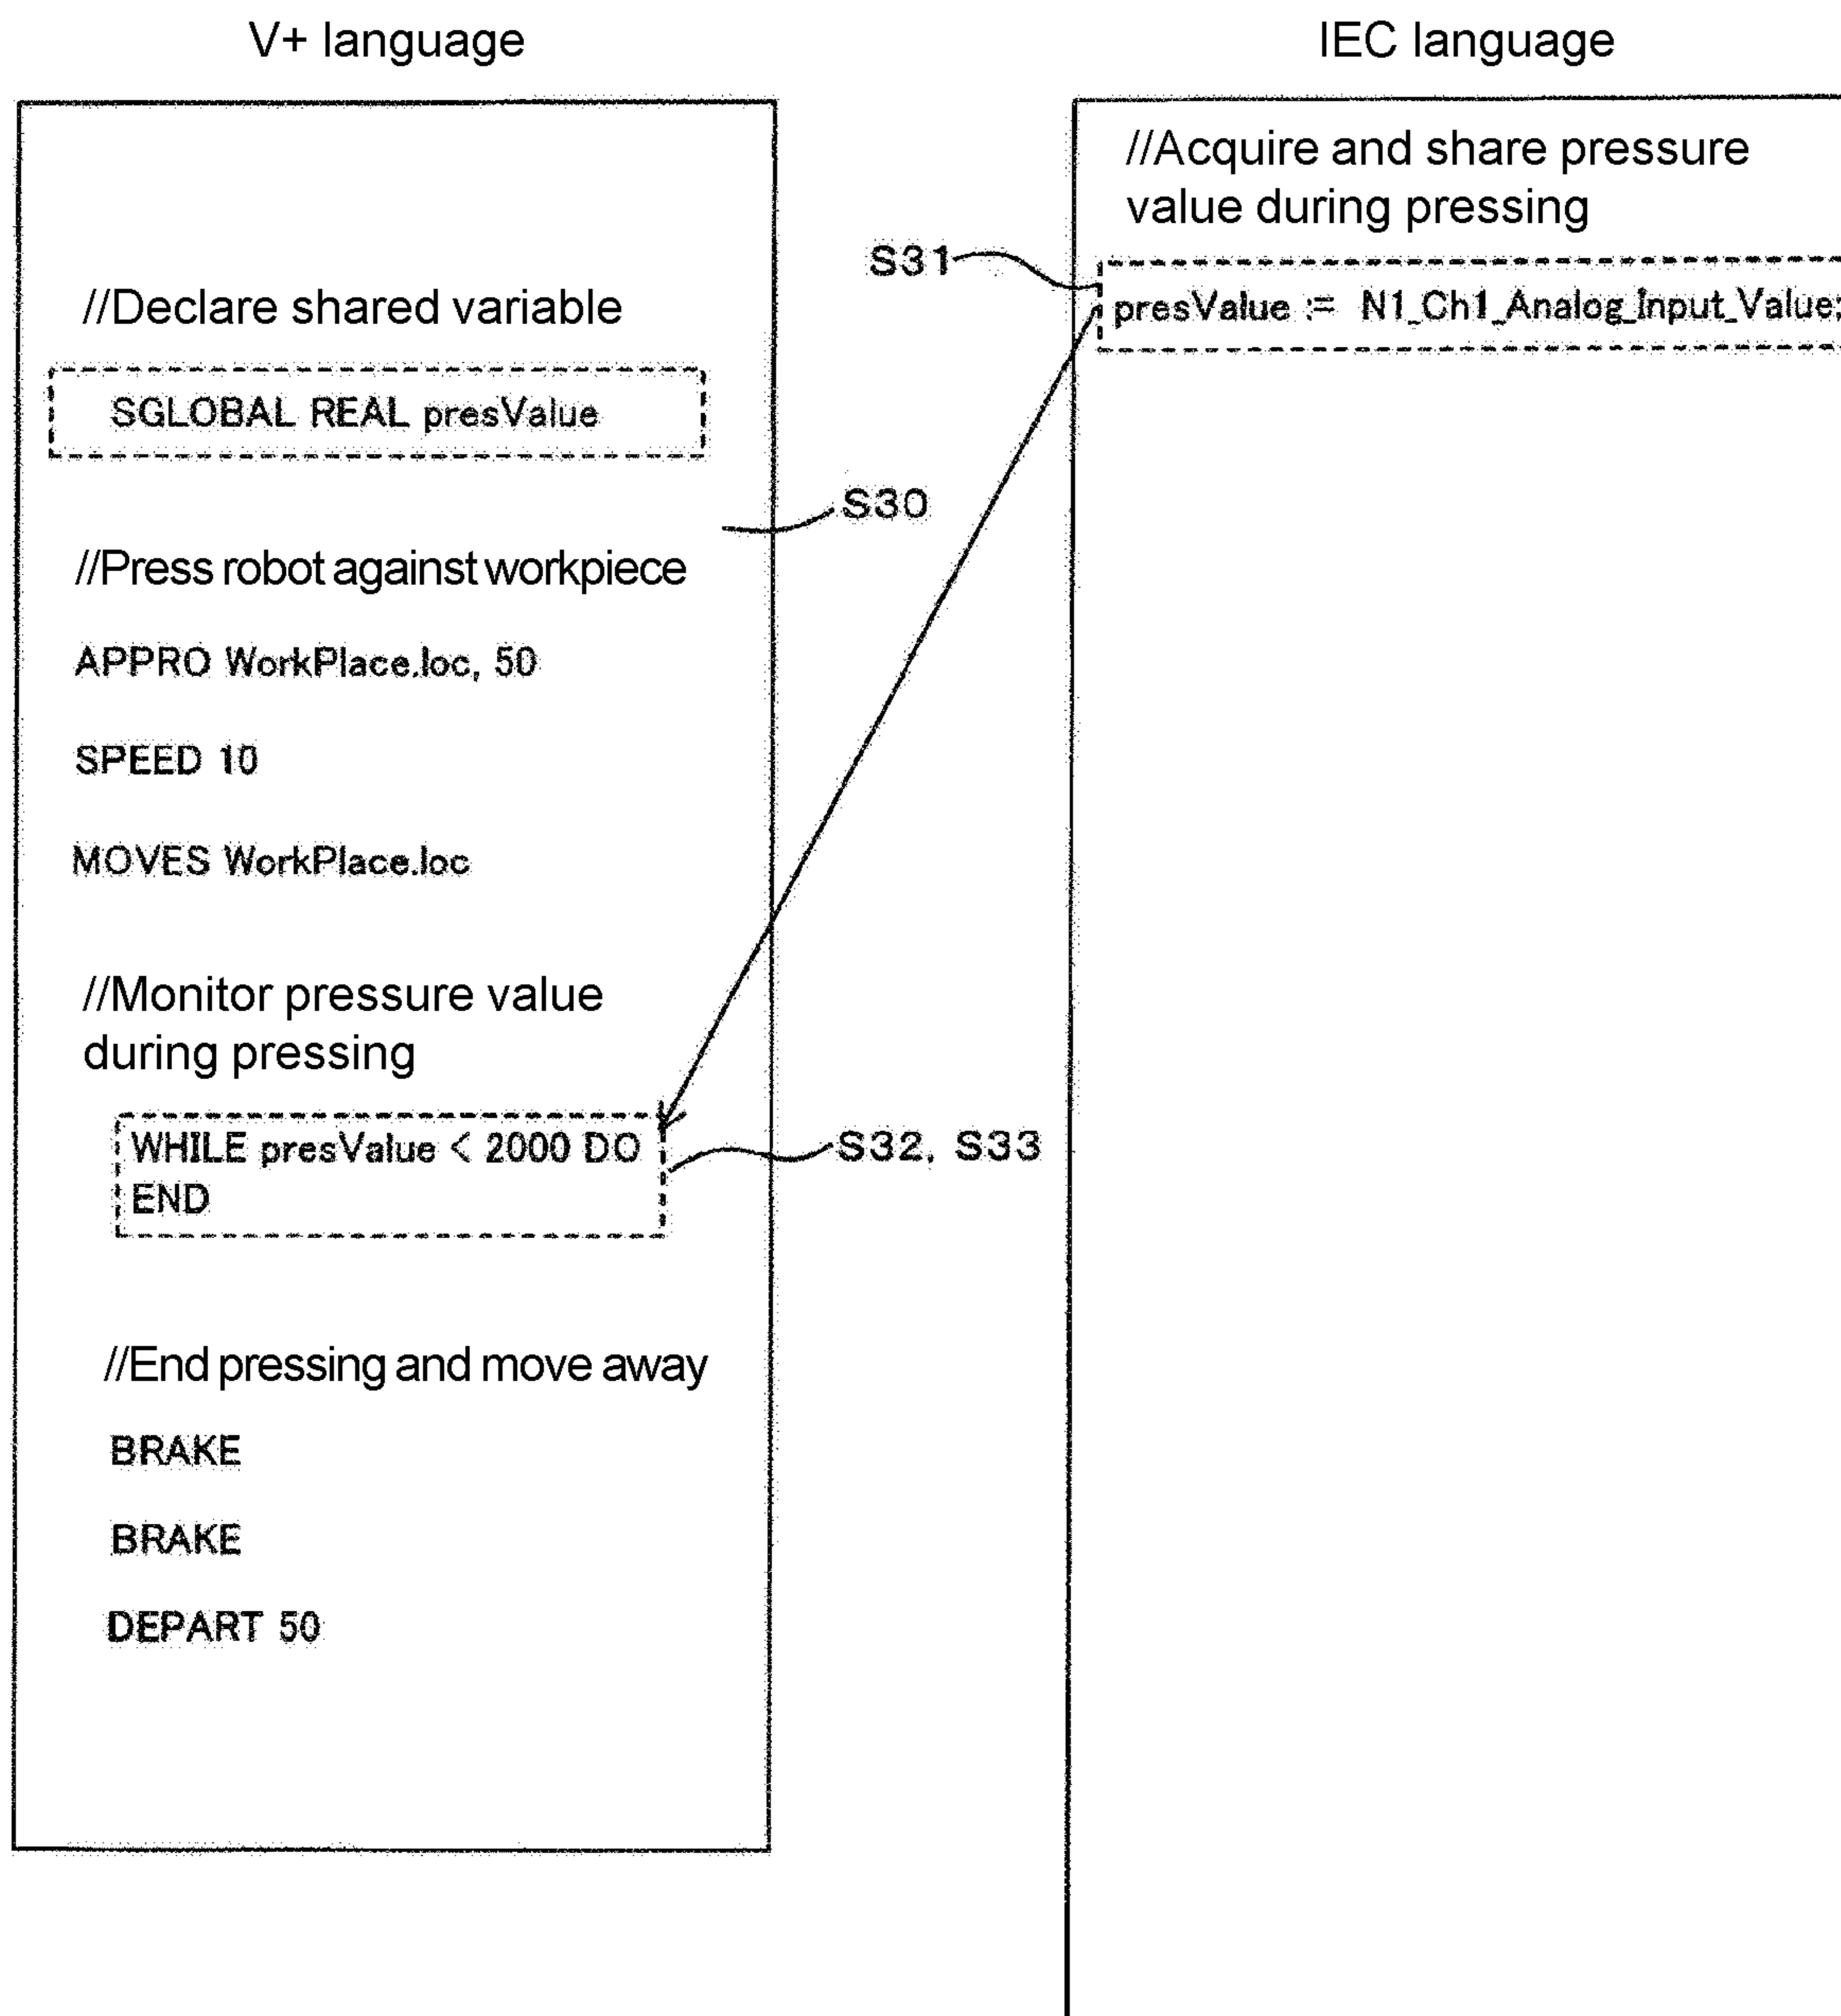 V+ language
//Declare shared variable
SGLOBAL REAL presValue
S30
//Press robot against workpiece
APPRO WorkPlace.loc, 50
SPEED 10
MOVES WorkPlace.loc
//Monitor pressure value
during pressing
WHILE presValue < 2000 DO
END
S32, S33
//End pressing and move away
BRAKE
BRAKE
DEPART 50
IEC language
//Acquire and share pressure
value during pressing
S31
presValue := N1_Ch1_Analog_Input_Value;